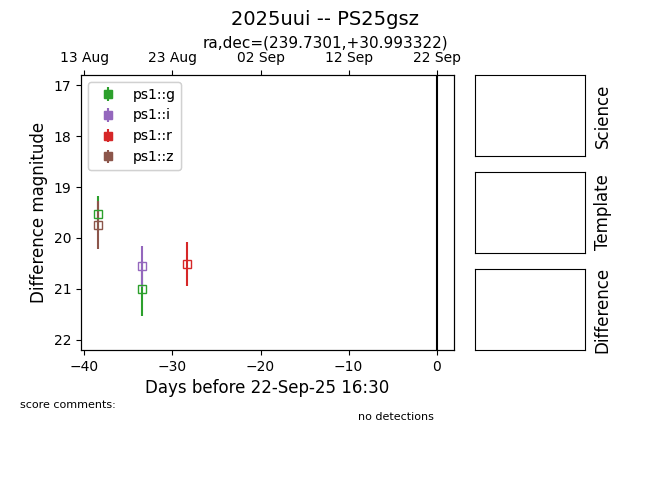 2025uui -- PS25gsz
ra,dec=(239.7301,+30.993322)
13 Aug 23 Aug 02 Sep 12 Sep 22 Sep
17
18
19
20
21
22
Difference magnitude
ps1::g
ps1::i
ps1::r
ps1::z
−40 −30 −20 −10 0
Days before 22-Sep-25 16:30
Science
Template
Difference
score comments:
no detections